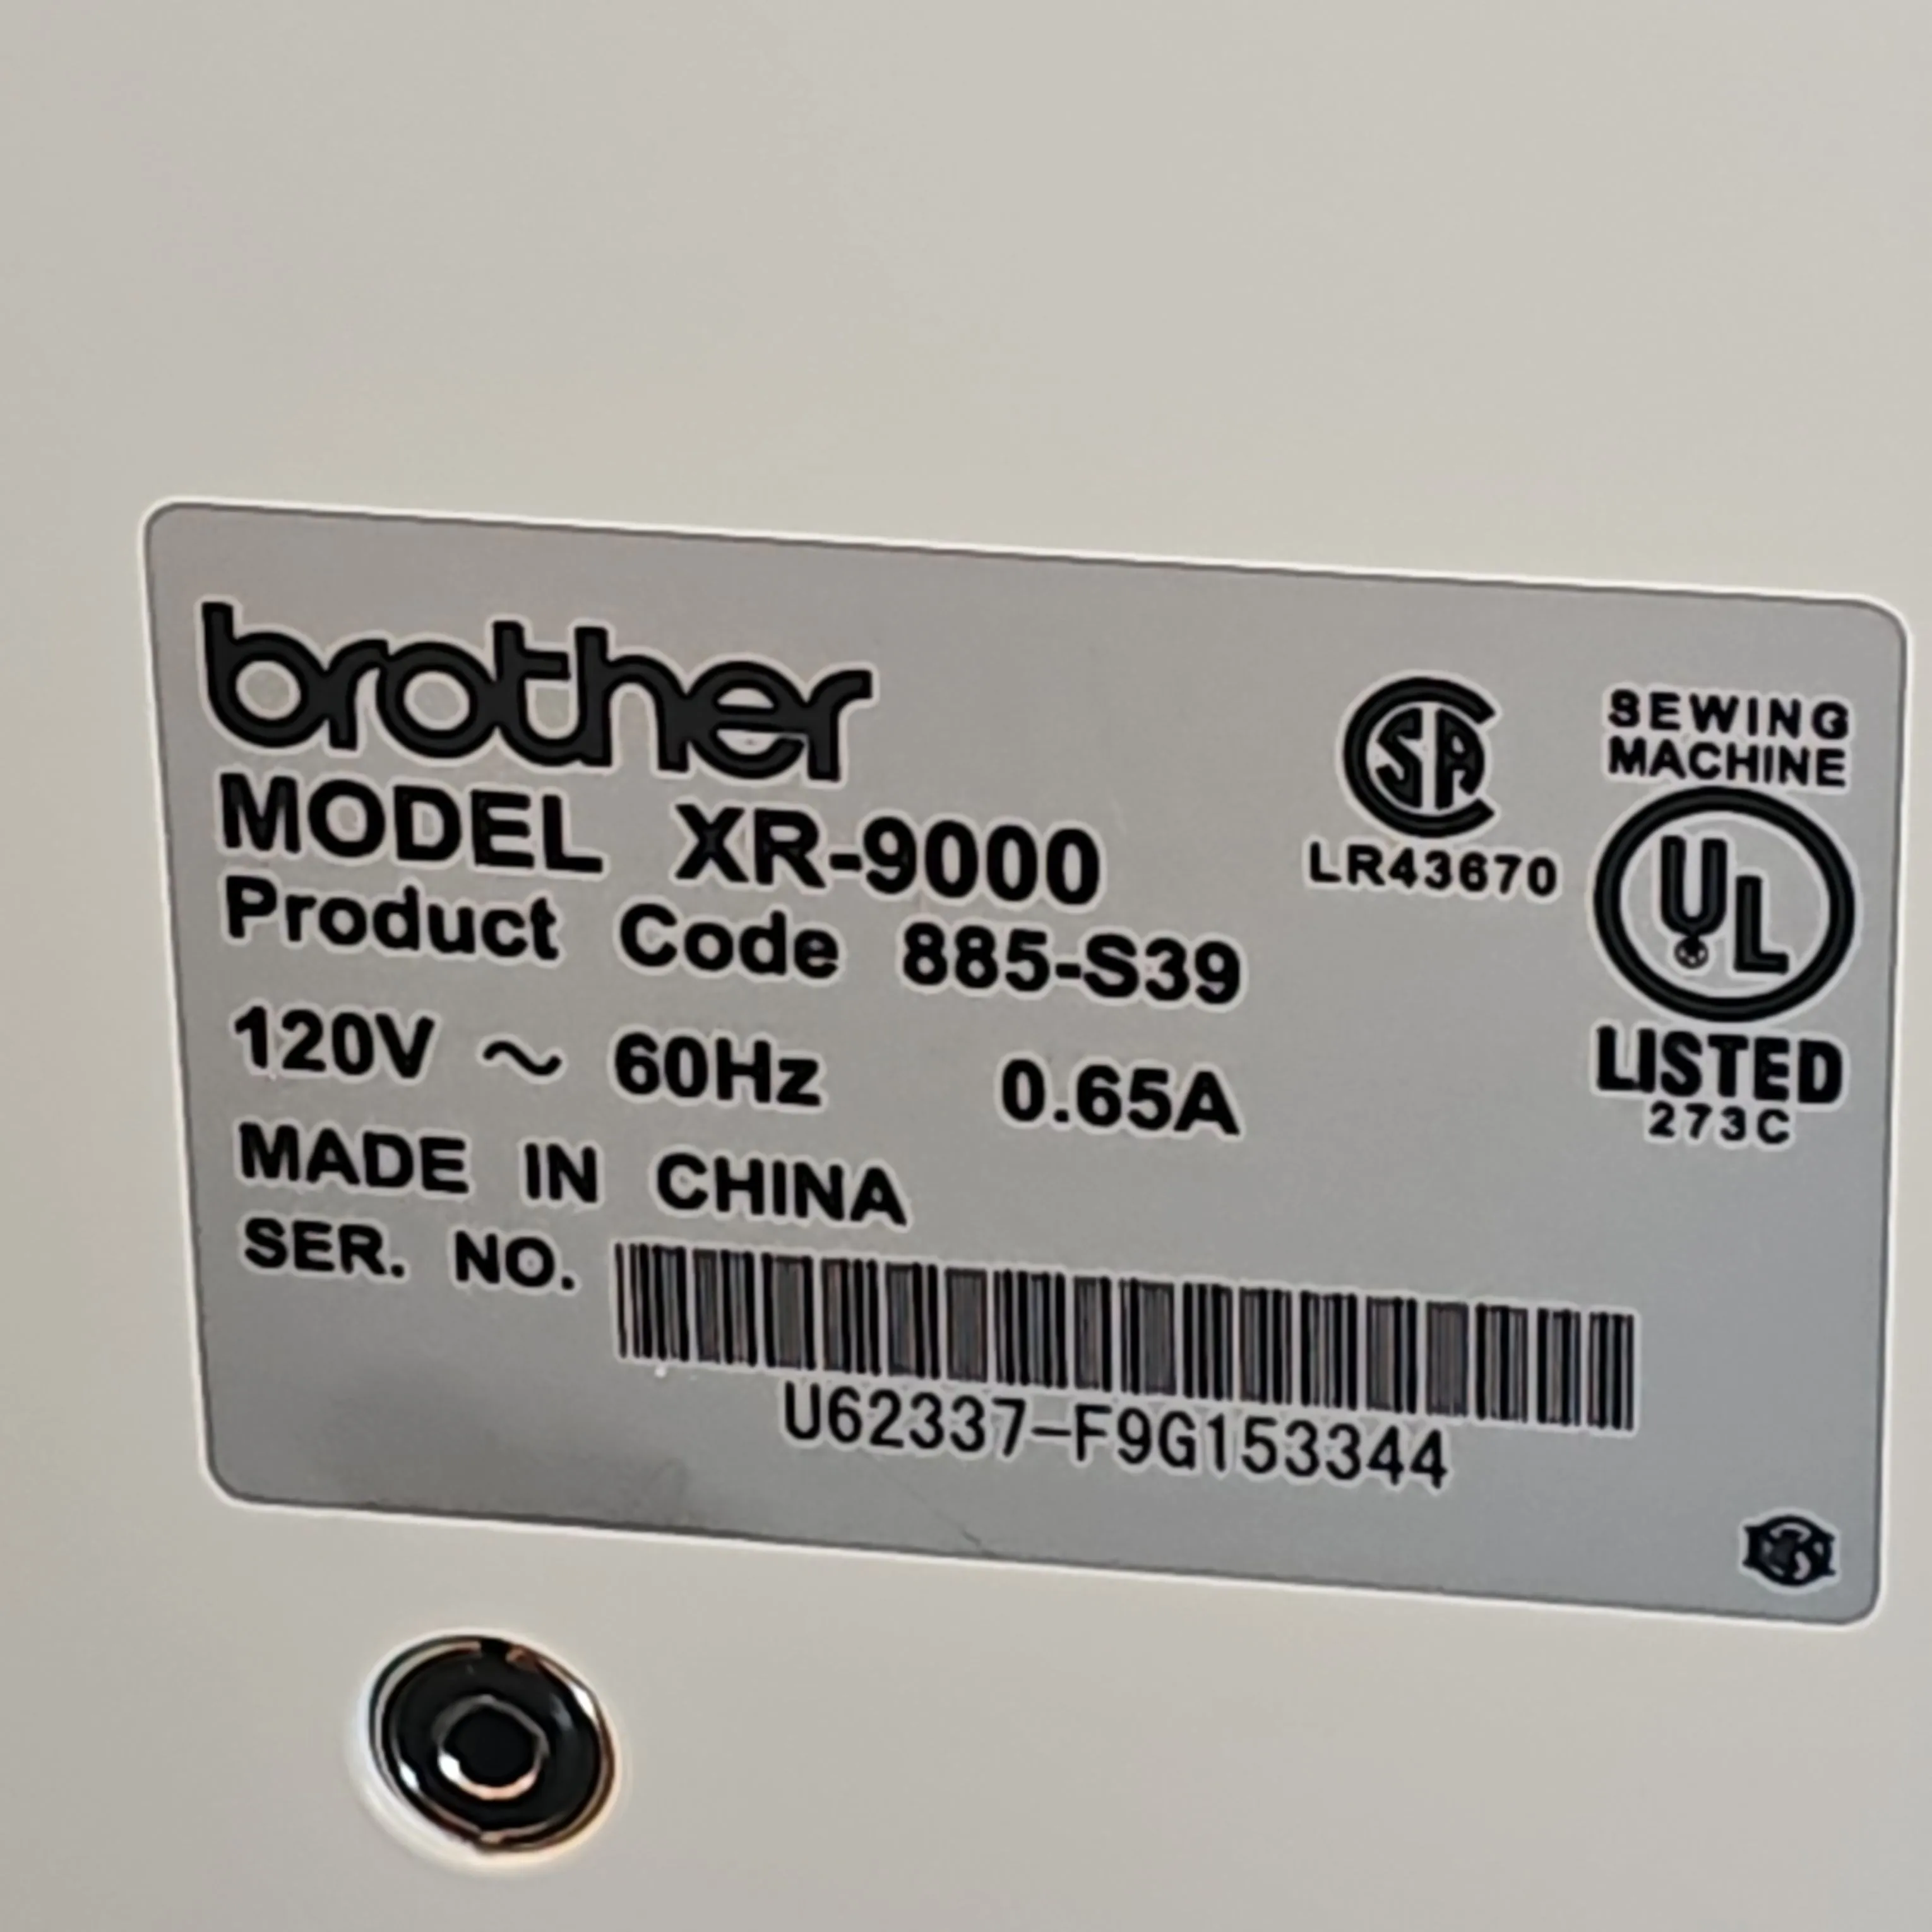 brother
MODEL XR-9000
Product Code 885-S39
120V ~ 60Hz 0.65A
MADE IN CHINA
SER. NO.
U62337-F9G153344
SA
LR43670
SEWING
MACHINE
UL
LISTED
273C